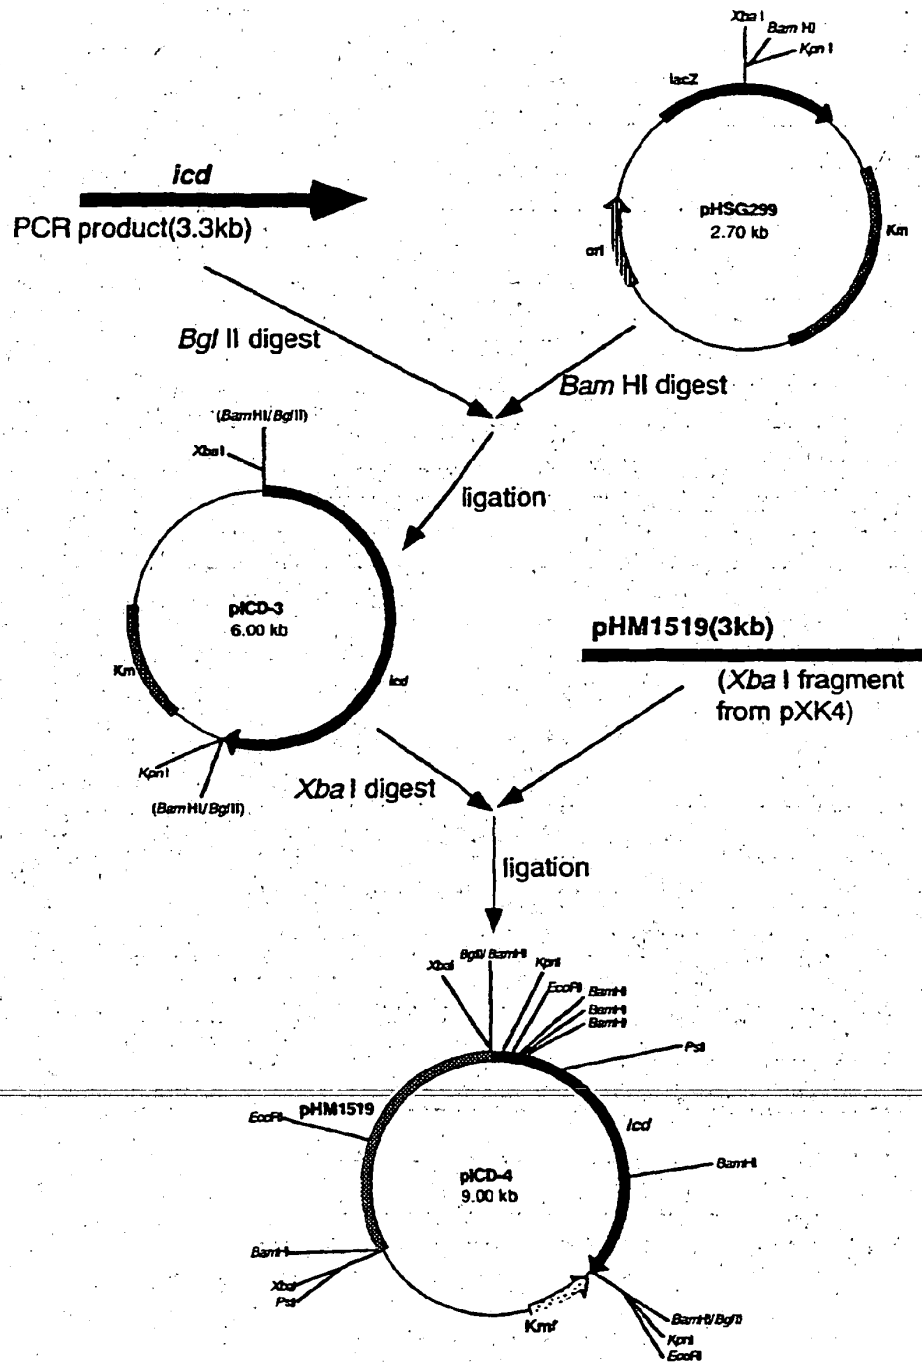 Xba I
Bam HI
Kpn I
lacZ
icd
PCR product(3.3kb)
pHSG299
2.70 kb
ori
Km
Bgl II digest
Bam HI digest
(BamHI/BglII)
XbaI
ligation
pICD-3
6.00 kb
pHM1519(3kb)
(Xba I fragment
from pXK4)
Km
icd
KpnI
(BamHI/BglII)
Xba I digest
ligation
XbaI
BglII/BamHI
KpnI
EcoRI
BamHI
BamHI
BamHI
PstI
pHM1519
EcoRI
icd
BamHI
pICD-4
9.00 kb
BamHI
XbaI
PstI
Kmr
BamHI/BglII
KpnI
EcoRI